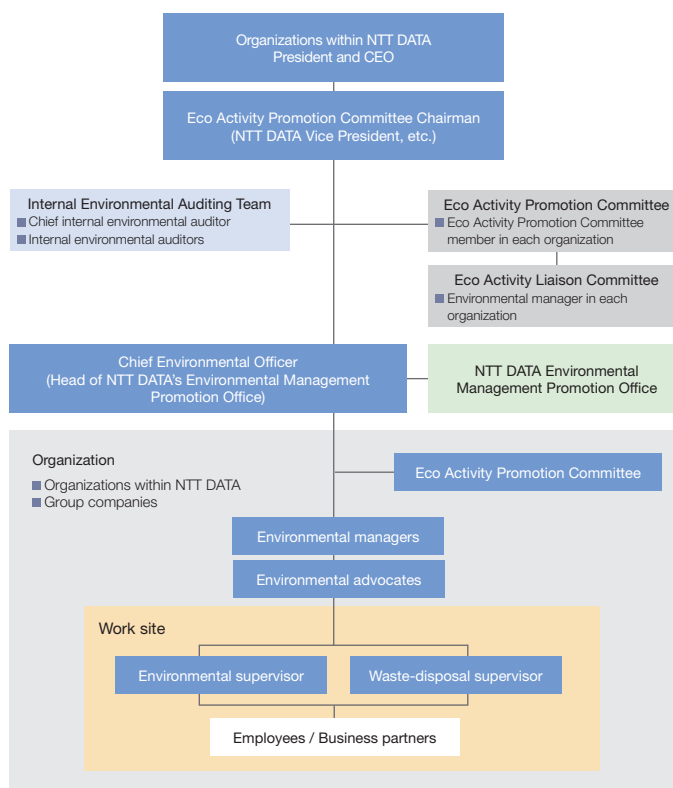 Organizations within NTT DATA
President and CEO
Eco Activity Promotion Committee Chairman
(NTT DATA Vice President, etc.)
Internal Environmental Auditing Team
Chief internal environmental auditor
Internal environmental auditors
Eco Activity Promotion Committee
Eco Activity Promotion Committee
member in each organization
Eco Activity Liaison Committee
Environmental manager in each
organization
Chief Environmental Officer
(Head of NTT DATA's Environmental Management
Promotion Office)
NTT DATA Environmental
Management Promotion Office
Organization
Organizations within NTT DATA
Group companies
Eco Activity Promotion Committee
Environmental managers
Environmental advocates
Work site
Environmental supervisor
Waste-disposal supervisor
Employees / Business partners